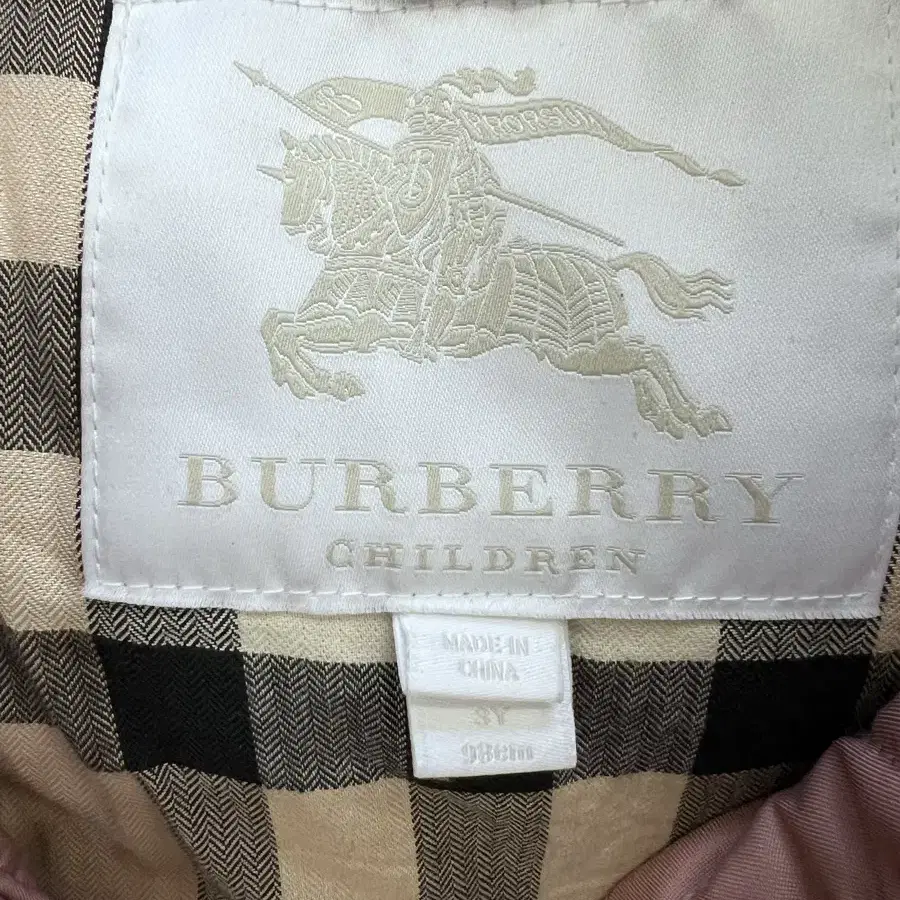 B
PRORSUM
B
BURBERRY
CHILDREN
MADE IN
CHINA
3Y
98cm